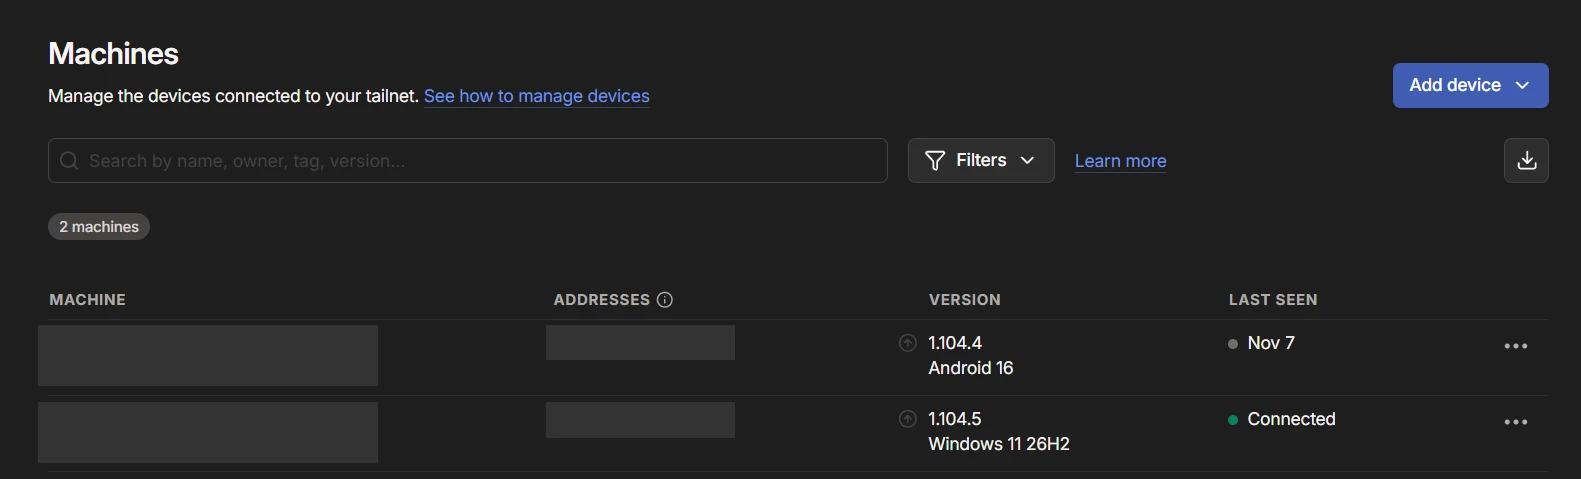 Machines
Manage the devices connected to your tailnet. See how to manage devices
Add device
Search by name, owner, tag, version...
Filters
Learn more
2 machines
MACHINE ADDRESSES VERSION LAST SEEN
1.104.4 Nov 7
Android 16
1.104.5 Connected
Windows 11 26H2